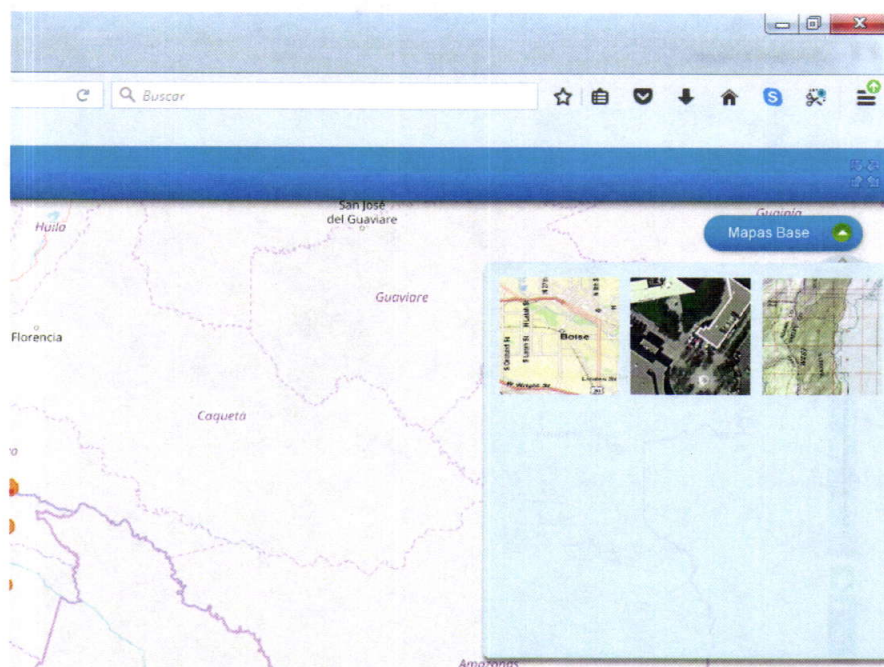 Buscar
San José
del Guaviare
Huila
Guainía
Mapas Base
Guaviare
Florencia
Boise
Caquetá
Amazonas